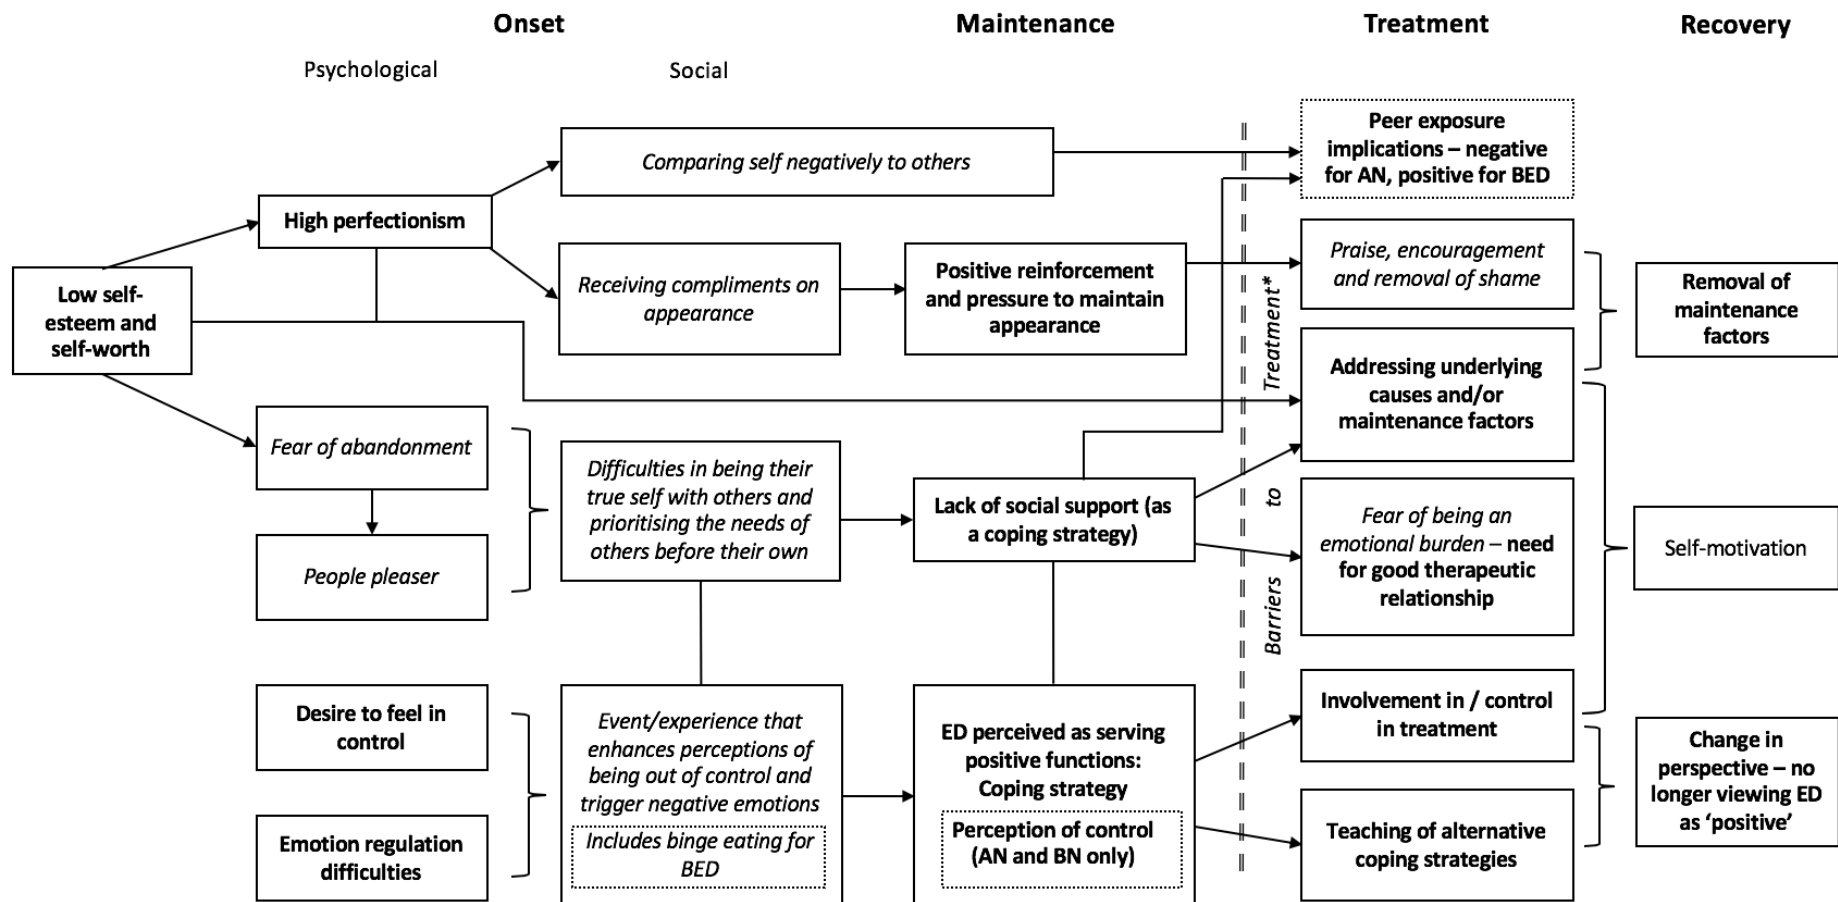 Onset
Maintenance
Treatment
Recovery
Psychological
Social
Low self-
esteem and
self-worth
High perfectionism
Fear of abandonment
People pleaser
Desire to feel in
control
Emotion regulation
difficulties
Comparing self negatively to others
Receiving compliments on
appearance
Difficulties in being their
true self with others and
prioritising the needs of
others before their own
Event/experience that
enhances perceptions of
being out of control and
trigger negative emotions
Includes binge eating for
BED
Positive reinforcement
and pressure to maintain
appearance
Lack of social support (as
a coping strategy)
ED perceived as serving
positive functions:
Coping strategy
Perception of control
(AN and BN only)
Barriers to Treatment*
Peer exposure
implications – negative
for AN, positive for BED
Praise, encouragement
and removal of shame
Addressing underlying
causes and/or
maintenance factors
Fear of being an
emotional burden – need
for good therapeutic
relationship
Involvement in / control
in treatment
Teaching of alternative
coping strategies
Removal of
maintenance
factors
Self-motivation
Change in
perspective – no
longer viewing ED
as ‘positive’